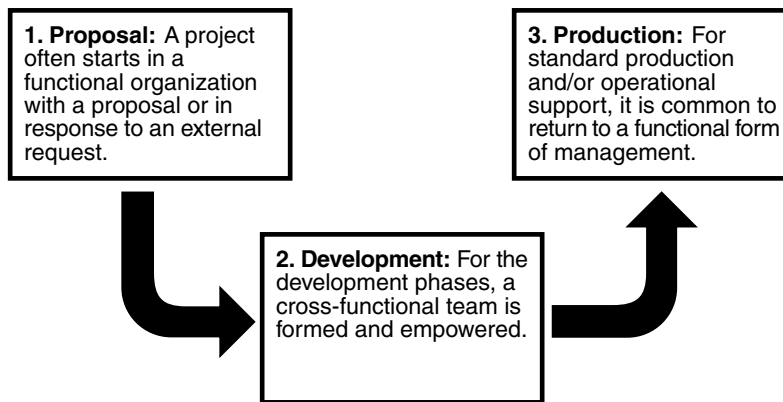 1. Proposal: A project
often starts in a
functional organization
with a proposal or in
response to an external
request.
2. Development: For the
development phases, a
cross-functional team is
formed and empowered.
3. Production: For
standard production
and/or operational
support, it is common to
return to a functional form
of management.